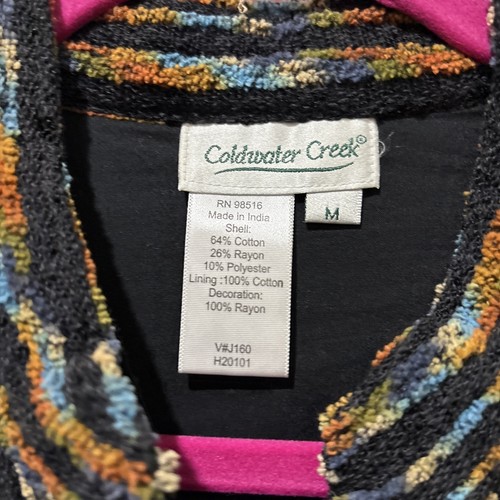 Coldwater Creek®
M
RN 98516
Made in India
Shell:
64% Cotton
26% Rayon
10% Polyester
Lining :100% Cotton
Decoration:
100% Rayon
V#J160
H20101